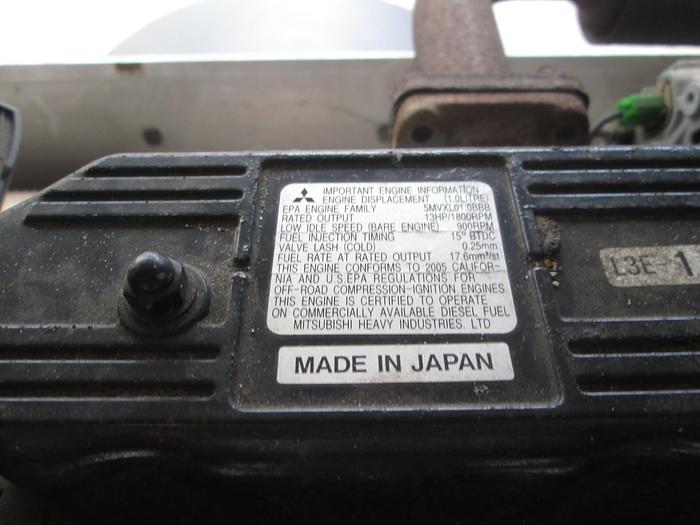 IMPORTANT ENGINE INFORMATION
ENGINE DISPLACEMENT (1.0LITRE)
EPA ENGINE FAMILY 5MVXL01.0BBB
RATED OUTPUT 13HP/1800RPM
LOW IDLE SPEED (BARE ENGINE) 900RPM
FUEL INJECTION TIMING 15° BTDC
VALVE LASH (COLD) 0.25mm
FUEL RATE AT RATED OUTPUT 17.6mm³/st
THIS ENGINE CONFORMS TO 2005 CALIFOR-
NIA AND U.S.EPA REGULATIONS FOR
OFF-ROAD COMPRESSION-IGNITION ENGINES
THIS ENGINE IS CERTIFIED TO OPERATE
ON COMMERCIALLY AVAILABLE DIESEL FUEL
MITSUBISHI HEAVY INDUSTRIES, LTD
MADE IN JAPAN
L3E-1